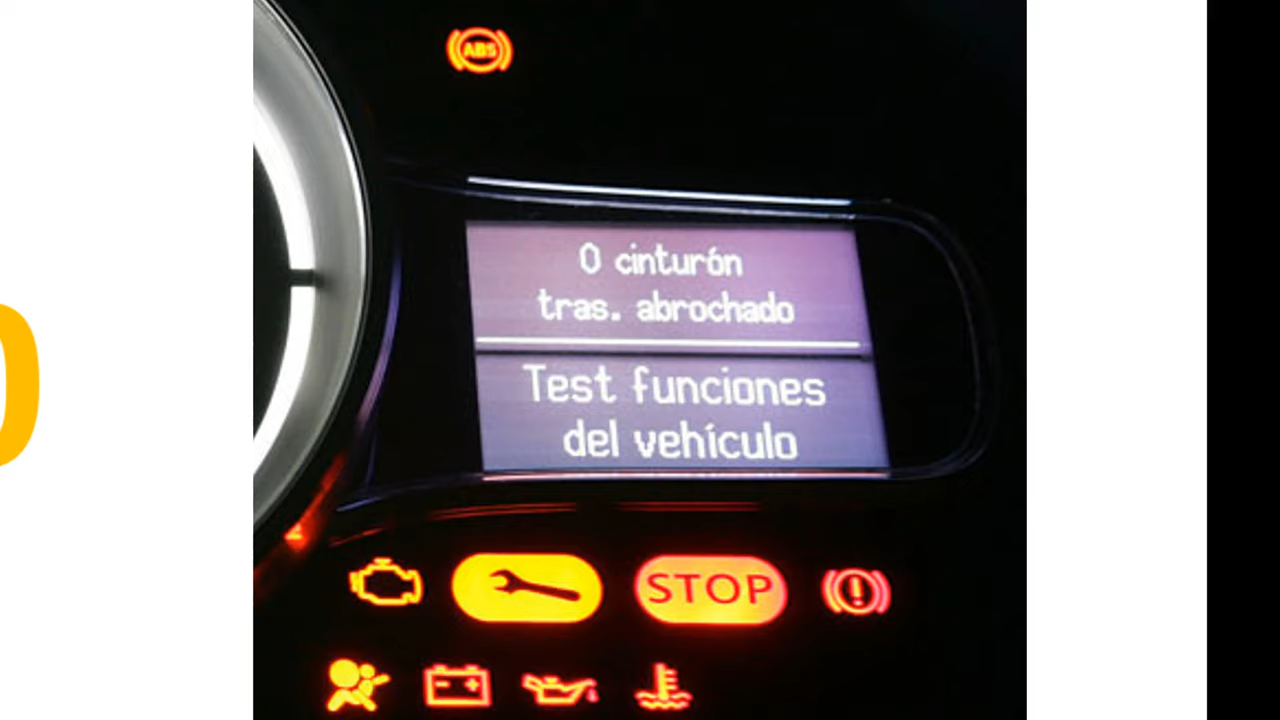 ABS
0 cinturón
tras. abrochado
Test funciones
del vehículo
STOP